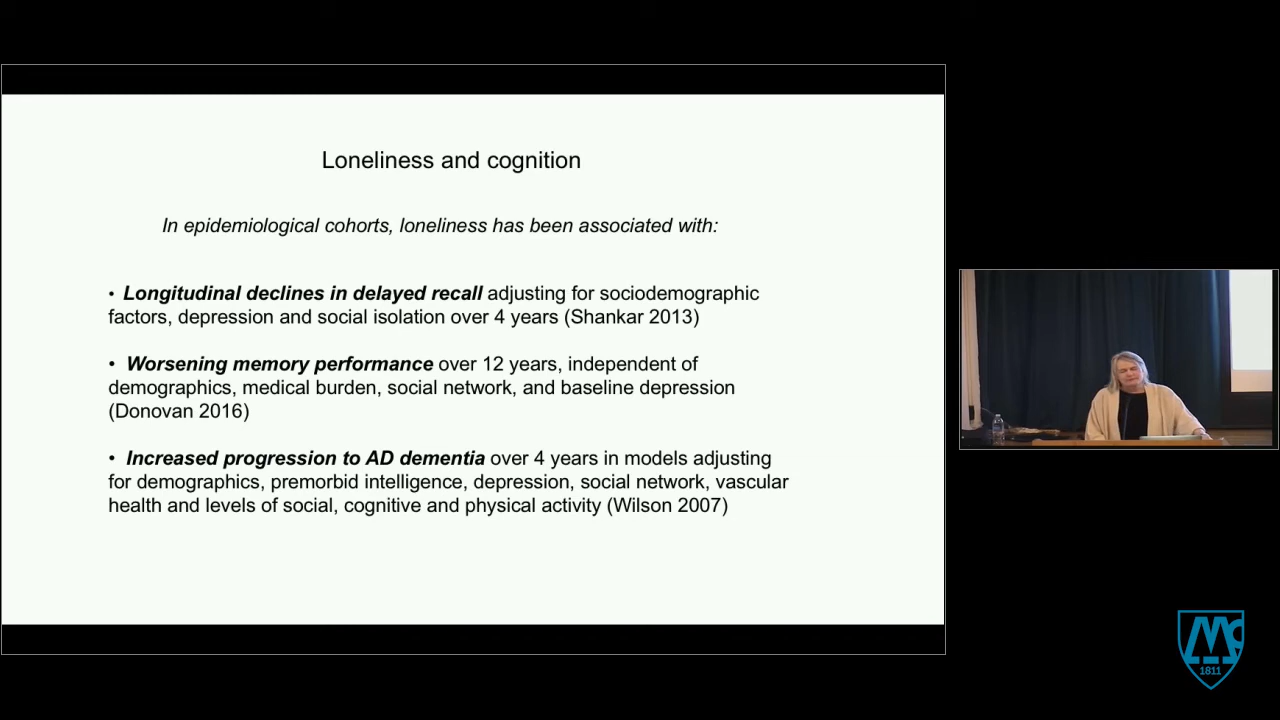 Loneliness and cognition
In epidemiological cohorts, loneliness has been associated with:
• Longitudinal declines in delayed recall adjusting for sociodemographic
factors, depression and social isolation over 4 years (Shankar 2013)
• Worsening memory performance over 12 years, independent of
demographics, medical burden, social network, and baseline depression
(Donovan 2016)
• Increased progression to AD dementia over 4 years in models adjusting
for demographics, premorbid intelligence, depression, social network, vascular
health and levels of social, cognitive and physical activity (Wilson 2007)
Mc
1811